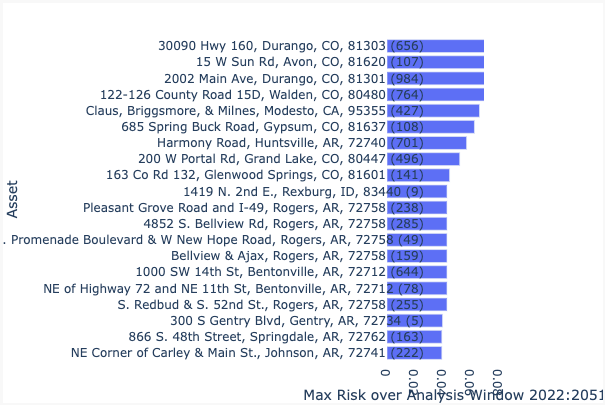 30090 Hwy 160, Durango, CO, 81303 (656)
15 W Sun Rd, Avon, CO, 81620 (107)
2002 Main Ave, Durango, CO, 81301 (984)
122-126 County Road 15D, Walden, CO, 80480 (764)
Claus, Briggsmore, & Milnes, Modesto, CA, 95355 (427)
685 Spring Buck Road, Gypsum, CO, 81637 (108)
Harmony Road, Huntsville, AR, 72740 (701)
200 W Portal Rd, Grand Lake, CO, 80447 (496)
163 Co Rd 132, Glenwood Springs, CO, 81601 (141)
1419 N. 2nd E., Rexburg, ID, 83440 (9)
Pleasant Grove Road and I-49, Rogers, AR, 72758 (238)
4852 S. Bellview Rd, Rogers, AR, 72758 (285)
. Promenade Boulevard & W New Hope Road, Rogers, AR, 72758 (49)
Bellview & Ajax, Rogers, AR, 72758 (159)
1000 SW 14th St, Bentonville, AR, 72712 (644)
NE of Highway 72 and NE 11th St, Bentonville, AR, 72712 (78)
S. Redbud & S. 52nd St., Rogers, AR, 72758 (255)
300 S Gentry Blvd, Gentry, AR, 72734 (5)
866 S. 48th Street, Springdale, AR, 72762 (163)
NE Corner of Carley & Main St., Johnson, AR, 72741 (222)
Asset
0 0.02 0.04 0.06 0.08
Max Risk over Analysis Window 2022:2051